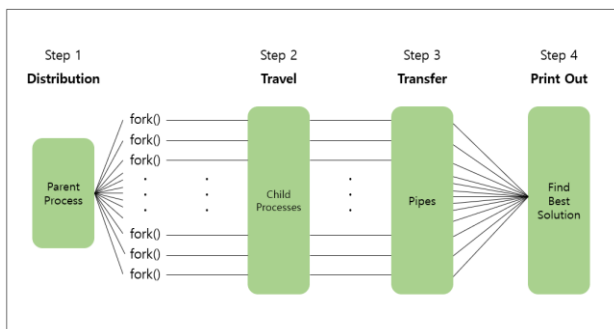 Step 1
Distribution
Step 2
Travel
Step 3
Transfer
Step 4
Print Out
Parent
Process
fork()
fork()
fork()
fork()
fork()
fork()
Child
Processes
Pipes
Find
Best
Solution